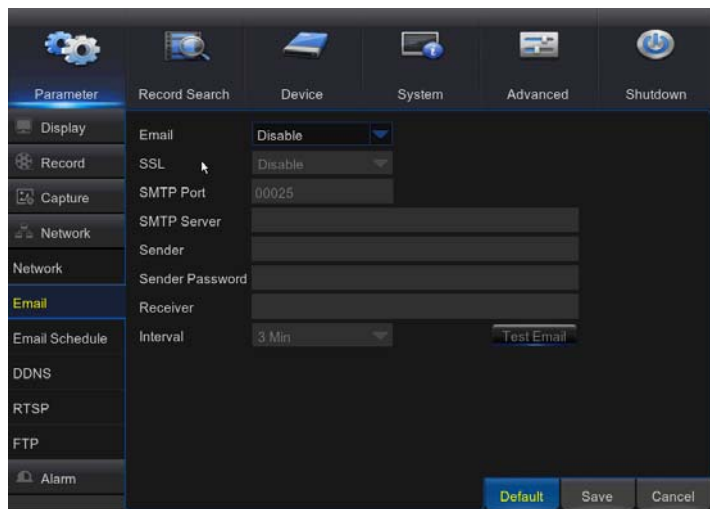 Parameter
Record Search
Device
System
Advanced
Shutdown
Display
Record
Capture
Network
Network
Email
Email Schedule
DDNS
RTSP
FTP
Alarm
Email Disable
SSL Disable
SMTP Port 00025
SMTP Server
Sender
Sender Password
Receiver
Interval 3 Min Test Email
Default Save Cancel